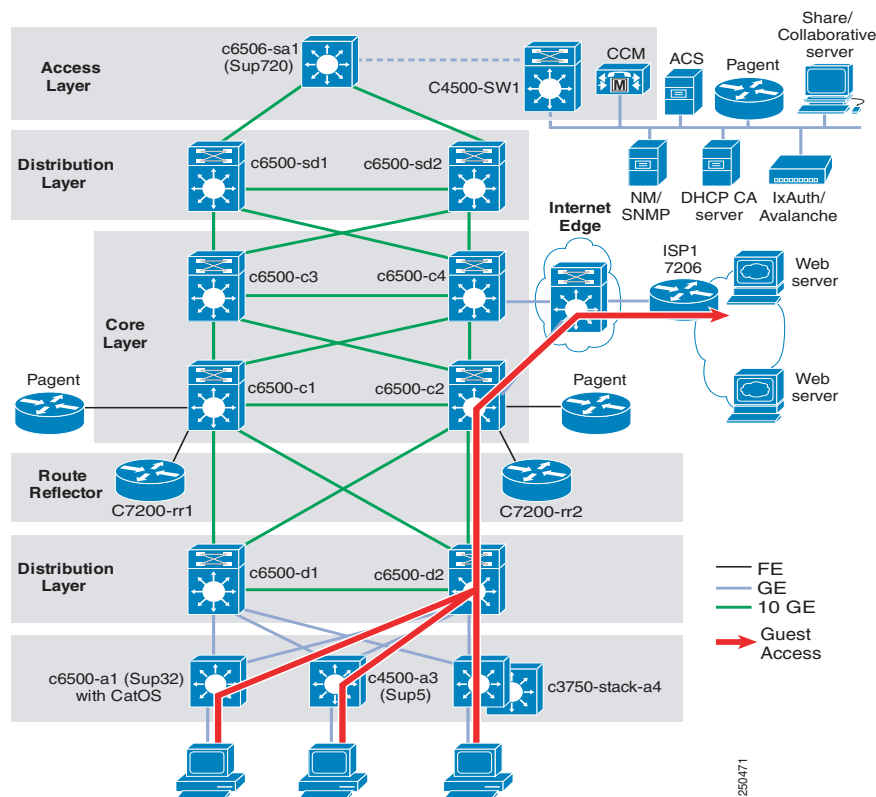 c6506-sa1
(Sup720)
Access
Layer
C4500-SW1
CCM
M
ACS
Pagent
Share/
Collaborative
server
Distribution
Layer
c6500-sd1
c6500-sd2
NM/
SNMP
DHCP CA
server
IxAuth/
Avalanche
Internet
Edge
ISP1
7206
Web
server
c6500-c3
c6500-c4
Core
Layer
Web
server
Pagent
c6500-c1
c6500-c2
Pagent
Route
Reflector
C7200-rr1
C7200-rr2
Distribution
Layer
c6500-d1
c6500-d2
FE
GE
10 GE
Guest
Access
c6500-a1 (Sup32)
with CatOS
c4500-a3
(Sup5)
c3750-stack-a4
250471